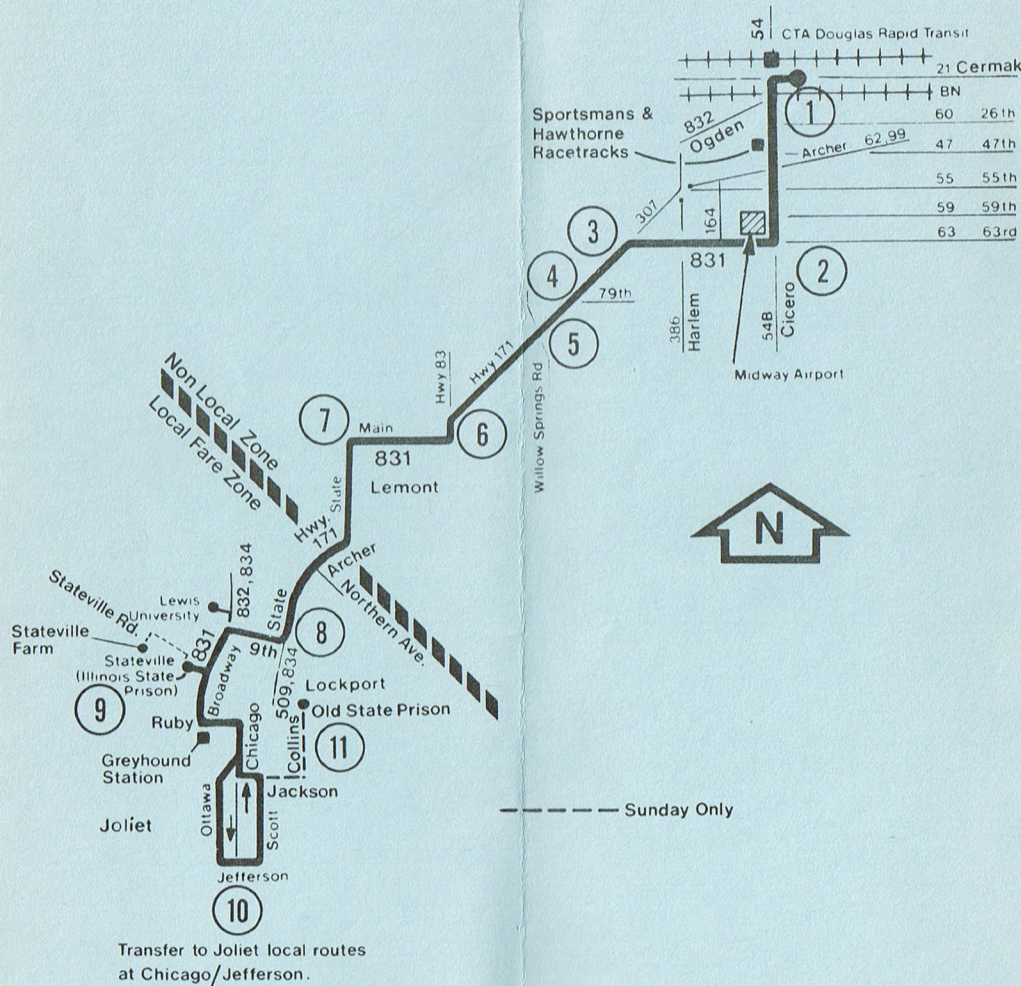 54
CTA Douglas Rapid Transit
21 Cermak
BN
1
60 26th
Sportsmans &
Hawthorne
Racetracks
832
Ogden
Archer 62,99
47 47th
55 55th
59 59th
63 63rd
307
164
3
831
2
4
79th
386
Harlem
54B
Cicero
5
Midway Airport
Hwy 83
Hwy 171
Willow Springs Rd
Non Local Zone
Local Fare Zone
7
Main
6
831
Lemont
State
N
Hwy.
171
Archer
Northern Ave.
Stateville Rd.
Lewis
University
832, 834
State
8
Stateville
Farm
831
9th
Stateville
(Illinois State
Prison)
Broadway
509, 834
Lockport
Old State Prison
9
Ruby
Chicago
Collins
11
Greyhound
Station
Jackson
Ottawa
Scott
Joliet
Sunday Only
Jefferson
10
Transfer to Joliet local routes
at Chicago/Jefferson.